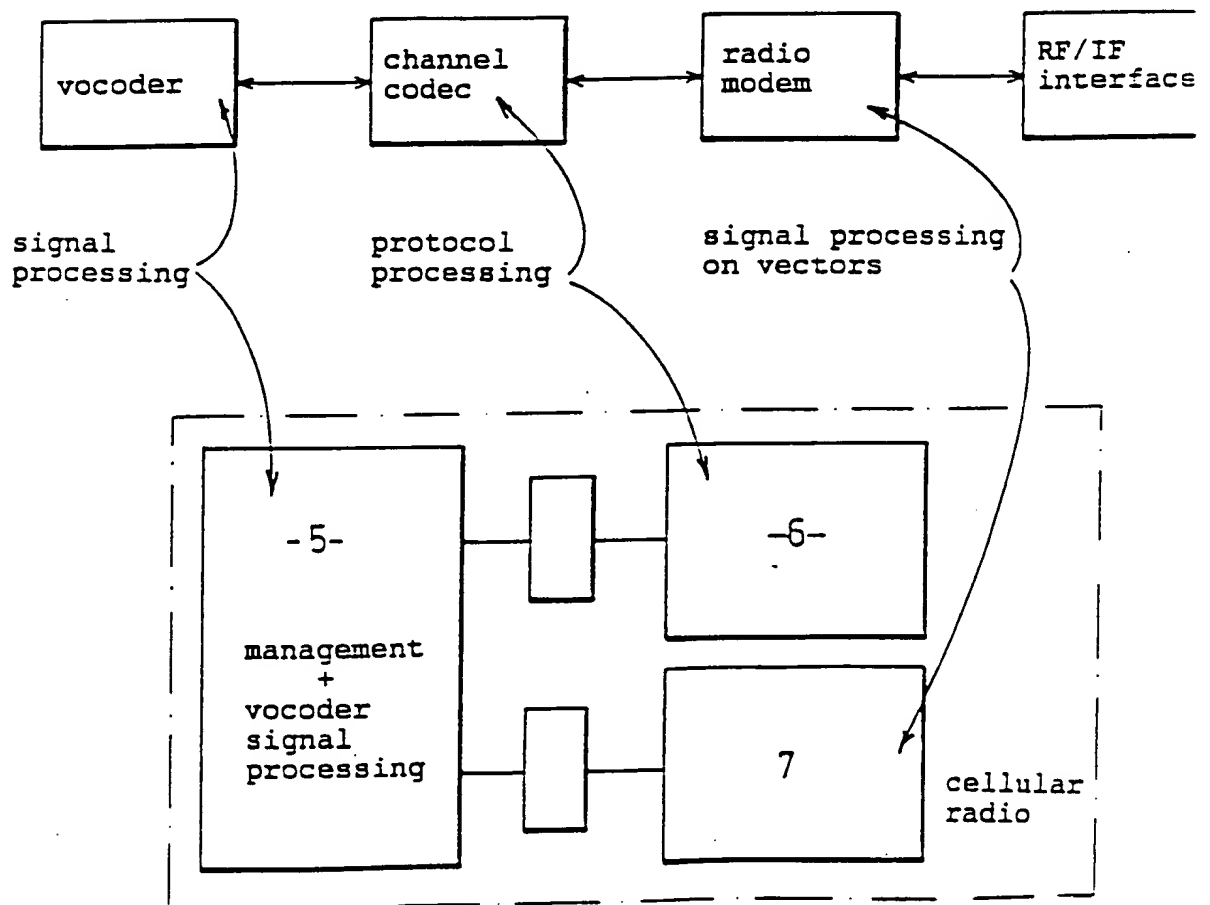 vocoder
channel
codec
radio
modem
RF/IF
interface
signal
processing
protocol
processing
signal processing
on vectors
-5-
-6-
management
+
vocoder
signal
processing
7
cellular
radio